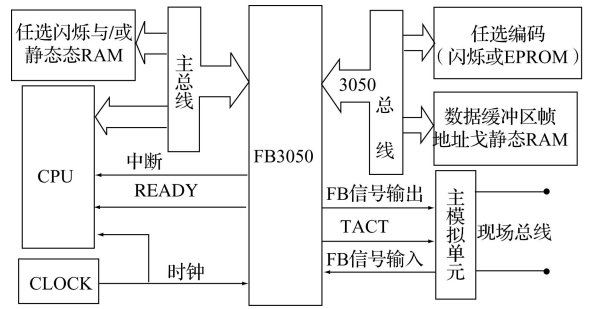 任选闪烁与/或
静态态RAM
主总线
3050
总线
任选编码
（闪烁或EPROM）
数据缓冲区帧
地址戈静态RAM
CPU
中断
READY
FB3050
FB信号输出
TACT
FB信号输入
主模拟单元
现场总线
CLOCK
时钟